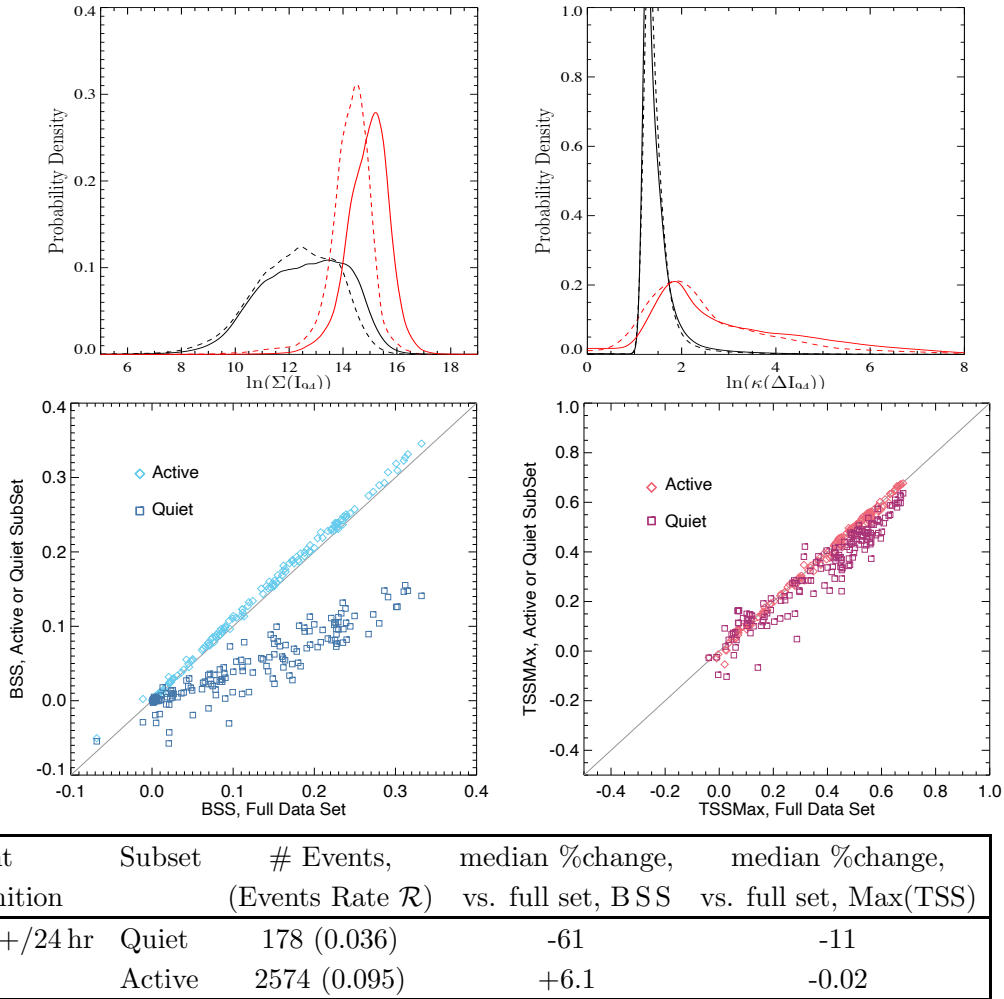 0.4
0.3
0.2
0.1
0.0
Probability Density
6 8 10 12 14 16 18
ln(Σ(I94))
1.0
0.8
0.6
0.4
0.2
0.0
Probability Density
0 2 4 6 8
ln(κ(ΔI94))
0.4
0.3
0.2
0.1
0.0
-0.1
BSS, Active or Quiet SubSet
Active
Quiet
-0.1 0.0 0.1 0.2 0.3 0.4
BSS, Full Data Set
1.0
0.8
0.6
0.4
0.2
0.0
-0.2
-0.4
TSSMAx, Active or Quiet SubSet
Active
Quiet
-0.4 -0.2 0.0 0.2 0.4 0.6 0.8 1.0
TSSMax, Full Data Set
nt Subset # Events, median %change, median %change,
nition (Events Rate R) vs. full set, BSS vs. full set, Max(TSS)
+/24 hr Quiet 178 (0.036) -61 -11
Active 2574 (0.095) +6.1 -0.02